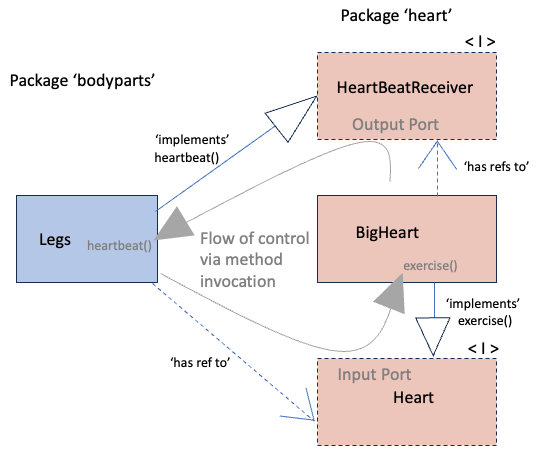 Package ‘heart’
< I >
Package ‘bodyparts’
HeartBeatReceiver
Output Port
‘implements’
heartbeat()
‘has refs to’
Legs
heartbeat()
Flow of control
via method
invocation
BigHeart
exercise()
‘implements’
exercise()
< I >
‘has ref to’
Input Port
Heart